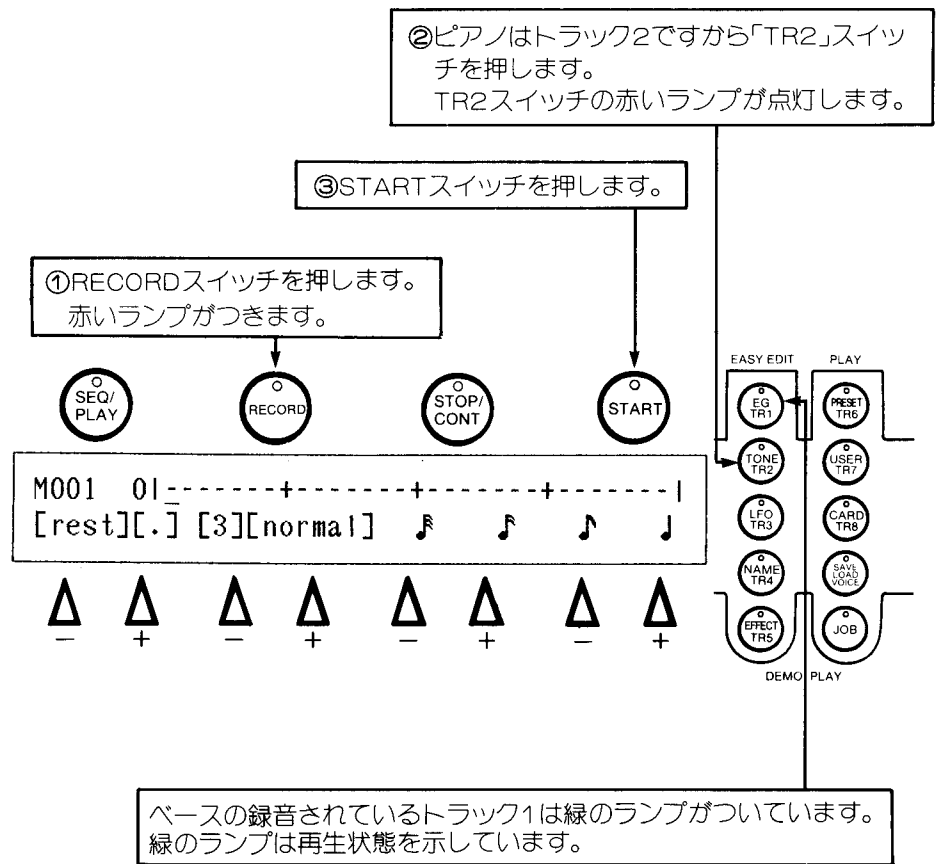 ②ピアノはトラック2ですから「TR2」スイッ
チを押します。
TR2スイッチの赤いランプが点灯します。
③STARTスイッチを押します。
①RECORDスイッチを押します。
赤いランプがつきます。
SEQ/
PLAY
RECORD
STOP/
CONT
START
EASY EDIT
PLAY
EG
TR1
PRESET
TR6
TONE
TR2
USER
TR7
LFO
TR3
CARD
TR8
NAME
TR4
SAVE
LOAD
VOICE
EFFECT
TR5
JOB
DEMO PLAY
M001 0|-------+-------+-------+-------|
[rest][.] [3][normal] 𝅘𝅥𝅰 𝅘𝅥𝅯 ♪ ♩
− + − + − + − +
ベースの録音されているトラック1は緑のランプがついています。
緑のランプは再生状態を示しています。